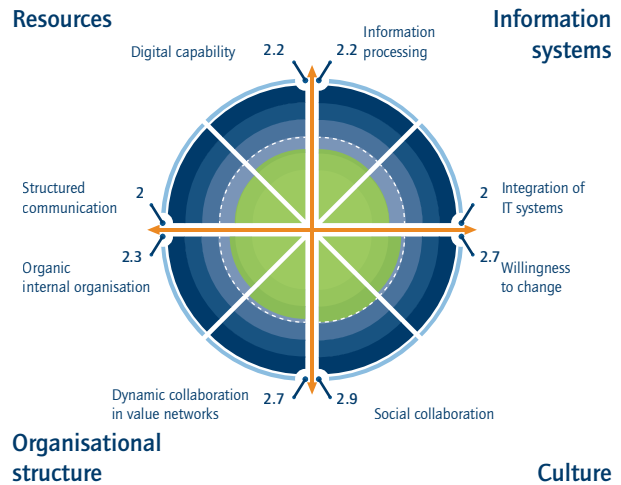 Resources
Information
systems
Information
processing
Digital capability
2.2
2.2
Structured
communication
2
2
Integration of
IT systems
2.3
2.7
Organic
internal organisation
Willingness
to change
Dynamic collaboration
in value networks
2.7
2.9
Social collaboration
Organisational
structure
Culture